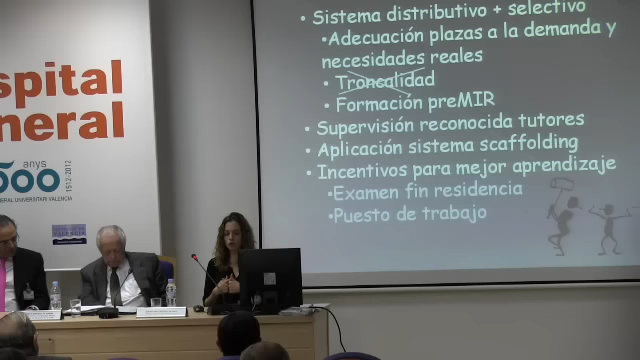 spital
neral
500 anys
1512·2012
ERAL UNIVERSITARI VALENCIA
• Sistema distributivo + selectivo
•Adecuación plazas a la demanda y
necesidades reales
• Troncalidad
• Formación preMIR
• Supervisión reconocida tutores
• Aplicación sistema scaffolding
• Incentivos para mejor aprendizaje
•Examen fin residencia
•Puesto de trabajo